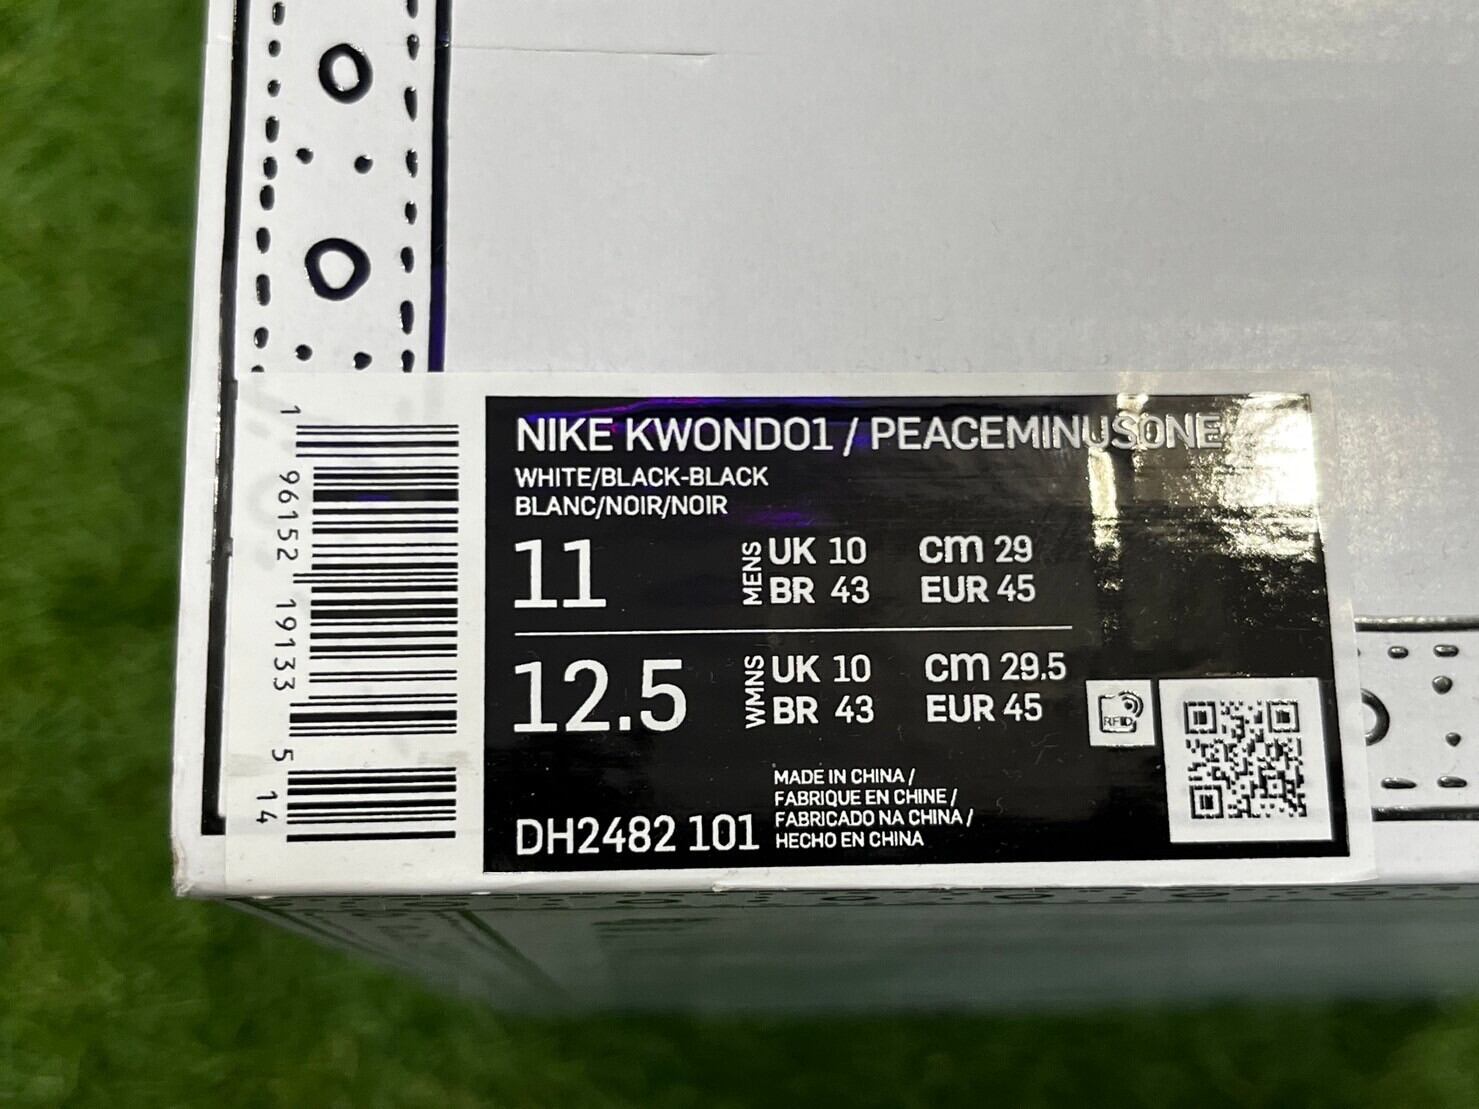 NIKE KWONDO1 / PEACEMINUSONE
WHITE/BLACK-BLACK
BLANC/NOIR/NOIR
11 MENS UK 10 cm 29
BR 43 EUR 45
12.5 WMNS UK 10 cm 29.5
BR 43 EUR 45
RFID
MADE IN CHINA /
FABRIQUE EN CHINE /
FABRICADO NA CHINA /
HECHO EN CHINA
DH2482 101
1 96152 19133 5 14